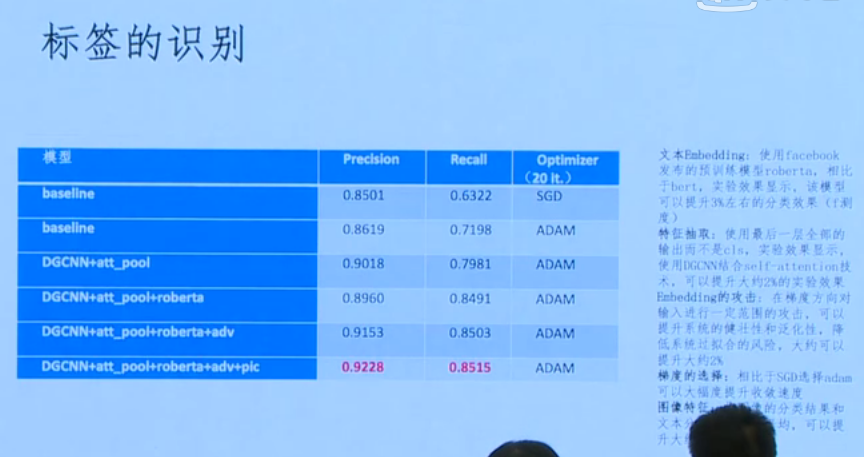 标签的识别
模型 Precision Recall Optimizer
（20 it.）
baseline 0.8501 0.6322 SGD
baseline 0.8619 0.7198 ADAM
DGCNN+att_pool 0.9018 0.7981 ADAM
DGCNN+att_pool+roberta 0.8960 0.8491 ADAM
DGCNN+att_pool+roberta+adv 0.9153 0.8503 ADAM
DGCNN+att_pool+roberta+adv+pic 0.9228 0.8515 ADAM
文本Embedding：使用facebook
发布的预训练模型roberta，相比
于bert，实验效果显示，该模型
可以提升3%左右的分类效果（f测
度）
特征抽取：使用最后一层全部的
输出而不是cls，实验效果显示，
使用DGCNN结合self-attention技
术，可以提升大约2%的实验效果
Embedding的攻击：在梯度方向对
输入进行一定范围的攻击，可以
提升系统的健壮性和泛化性，降
低系统过拟合的风险，大约可以
提升大约2%
梯度的选择：相比于SGD选择adam
可以大幅度提升收敛速度
图像特征 的分类结果和
文本 均，可以提
升大